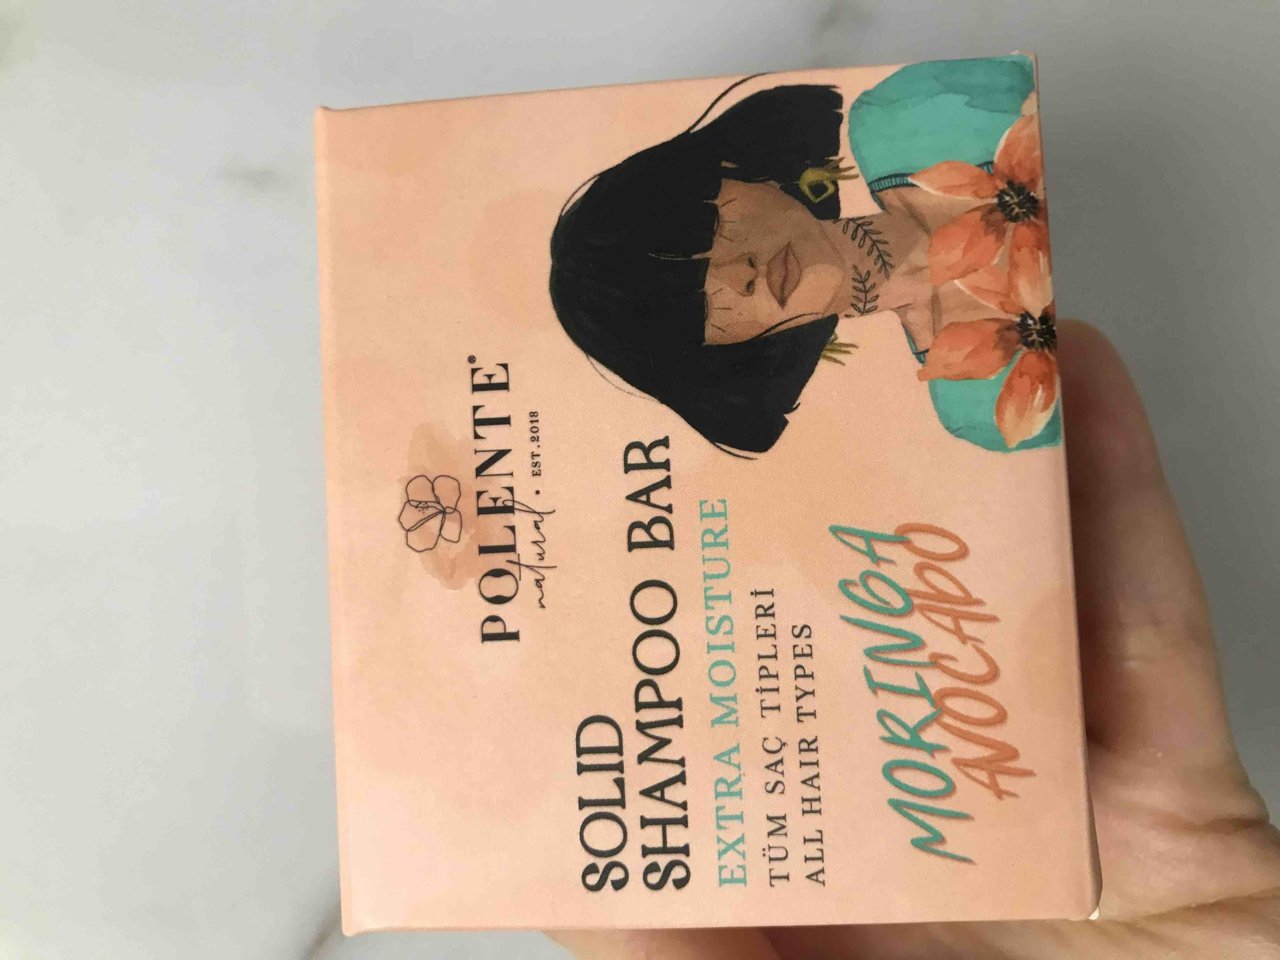 POLENTE®
natural • EST.2018
SOLID
SHAMPOO BAR
EXTRA MOISTURE
TÜM SAÇ TİPLERİ
ALL HAIR TYPES
MORINGA
AVOCADO